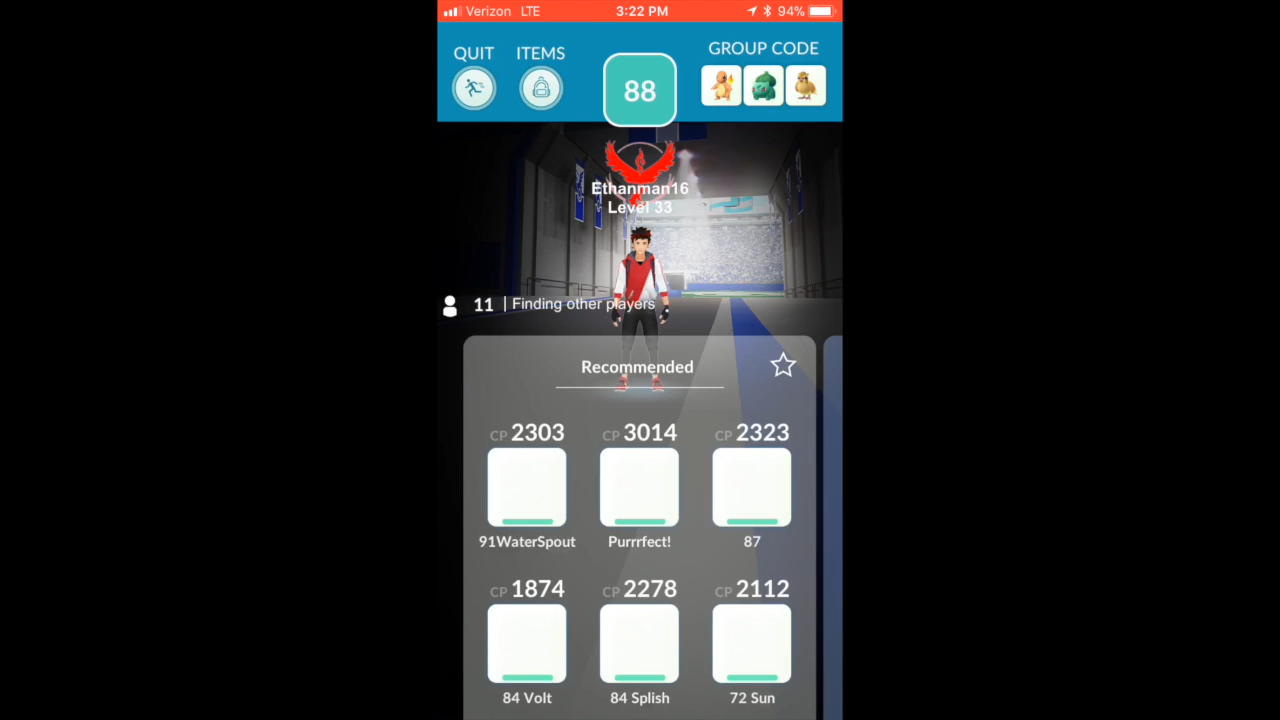 Verizon LTE 3:22 PM 94%
QUIT ITEMS 88 GROUP CODE
Ethanman16
Level 33
11 | Finding other players
Recommended
CP 2303 CP 3014 CP 2323
91WaterSpout Purrrfect! 87
CP 1874 CP 2278 CP 2112
84 Volt 84 Splish 72 Sun